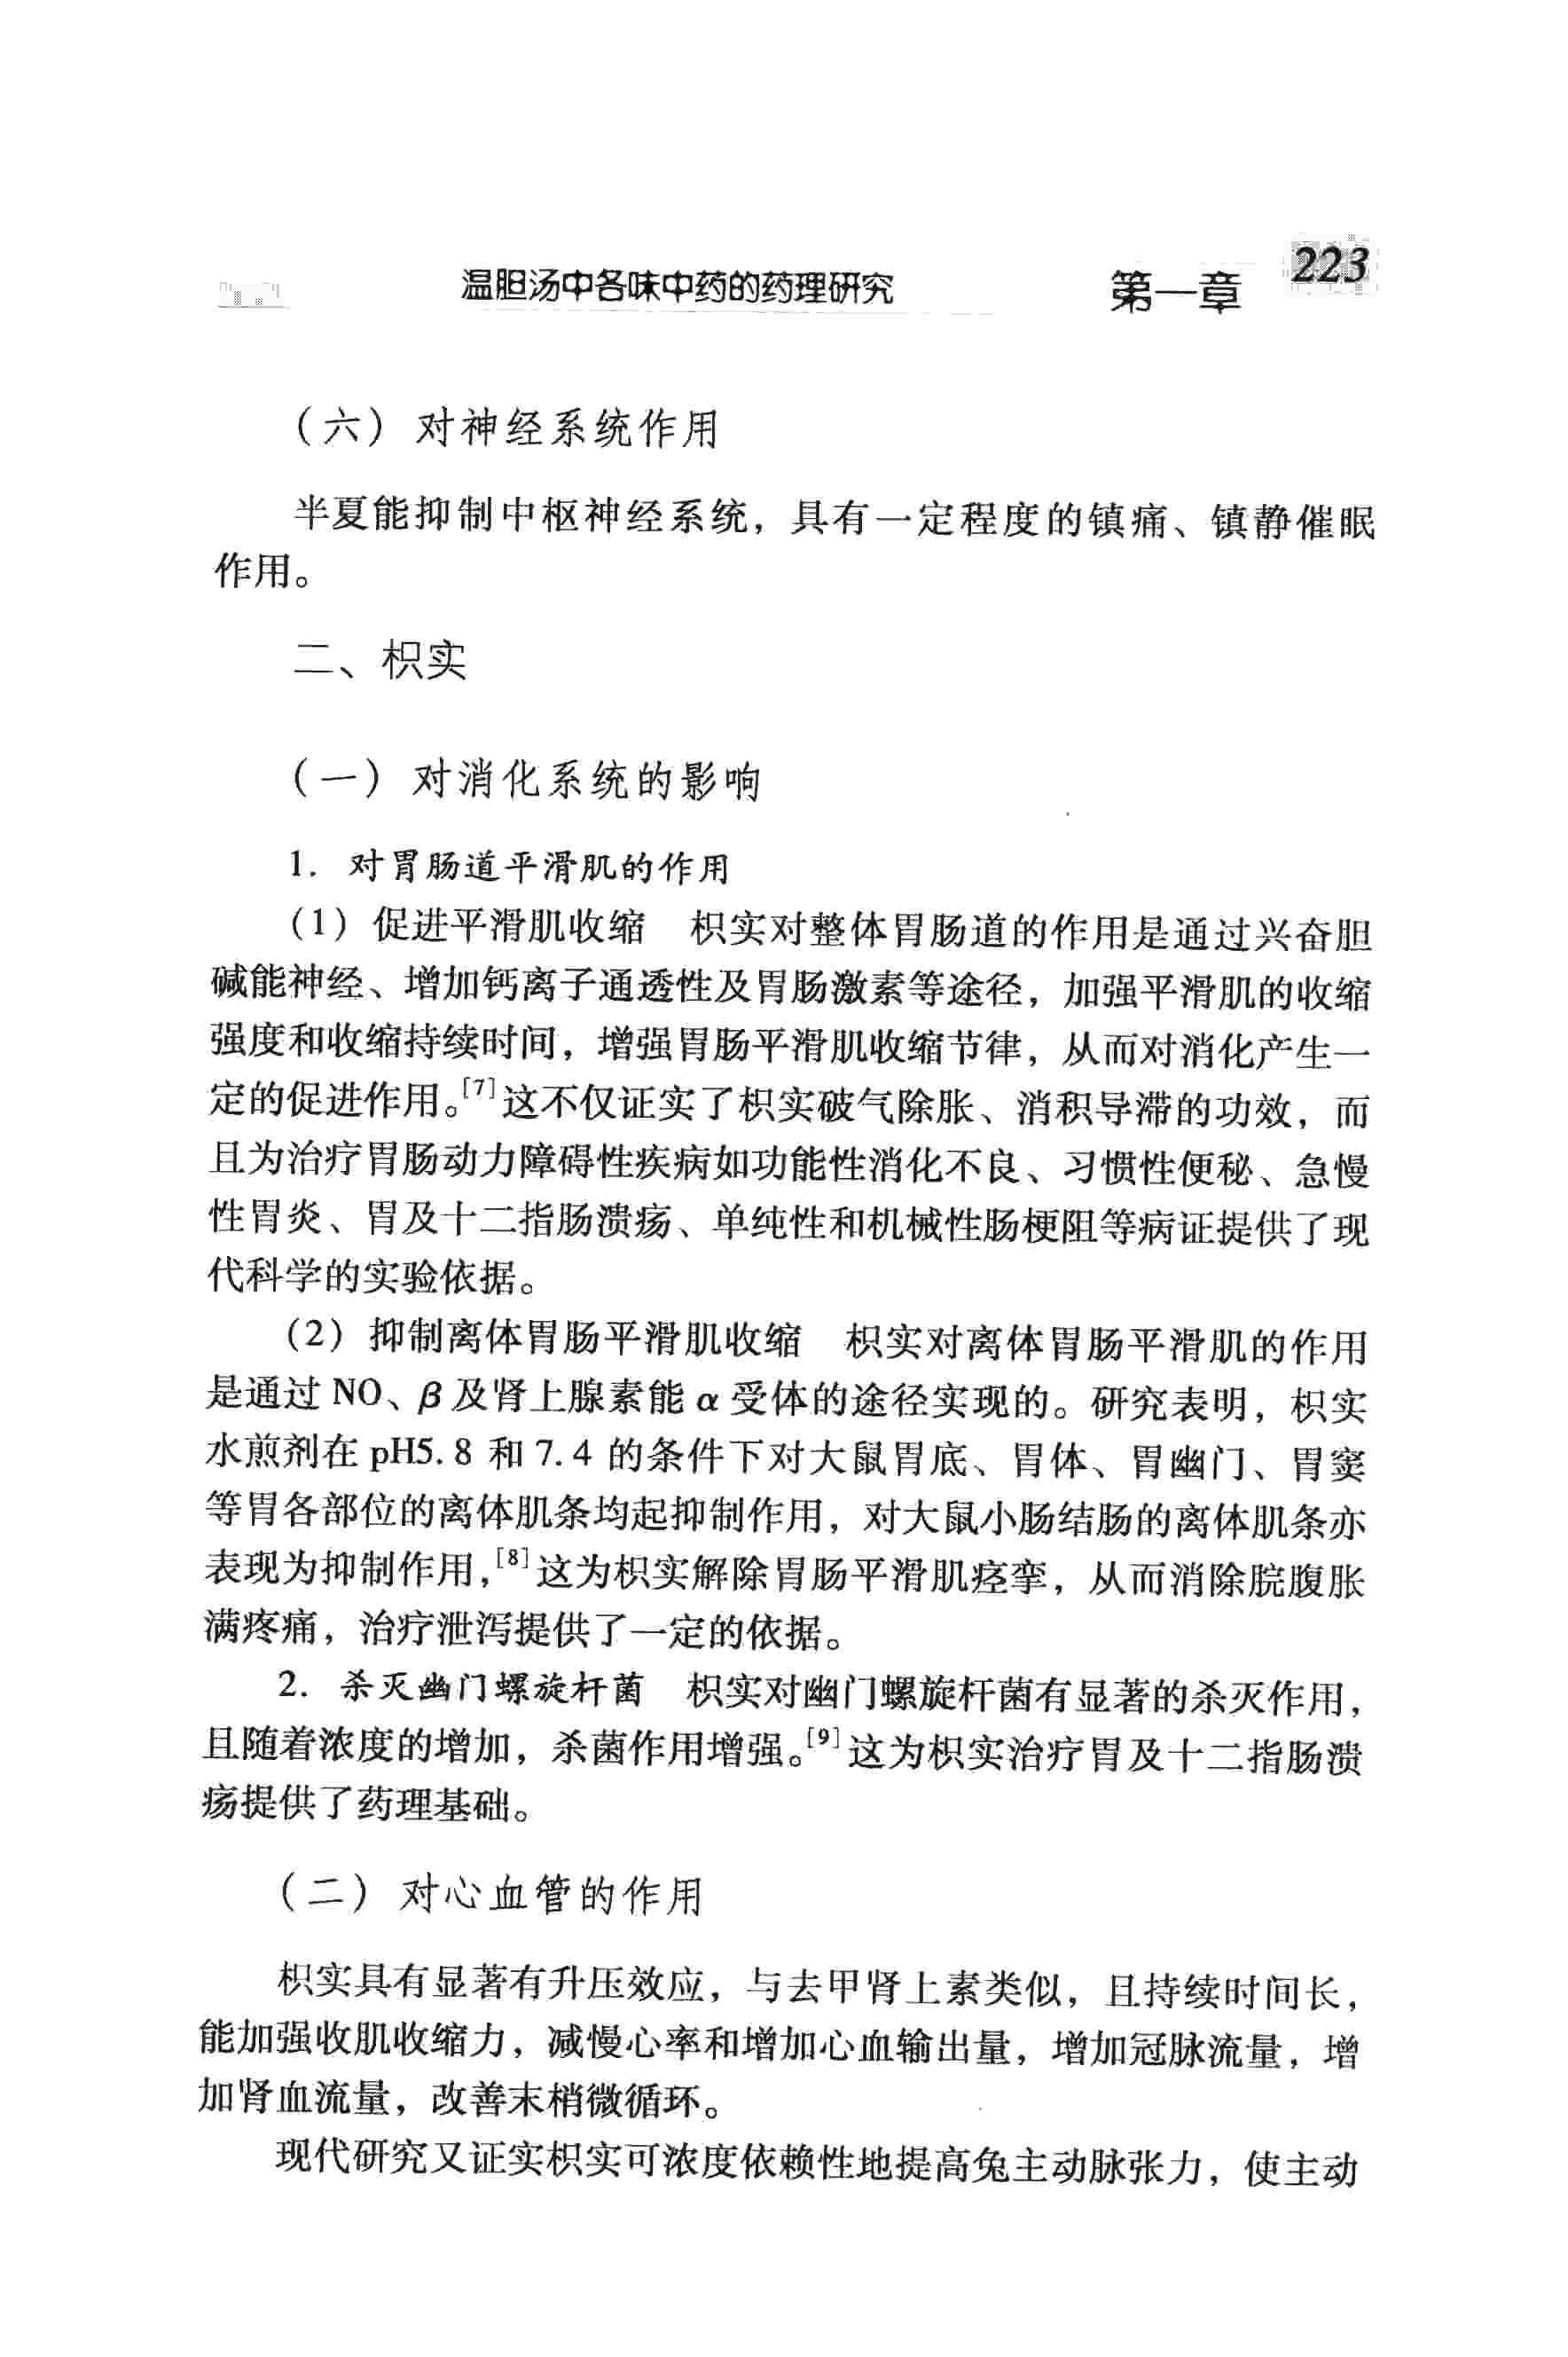 温胆汤中各味中药的药理研究 第一章 223
（六）对神经系统作用
半夏能抑制中枢神经系统，具有一定程度的镇痛、镇静催眠
作用。
二、枳实
（一）对消化系统的影响
1. 对胃肠道平滑肌的作用
（1）促进平滑肌收缩　枳实对整体胃肠道的作用是通过兴奋胆
碱能神经、增加钙离子通透性及胃肠激素等途径，加强平滑肌的收缩
强度和收缩持续时间，增强胃肠平滑肌收缩节律，从而对消化产生一
定的促进作用。[7]这不仅证实了枳实破气除胀、消积导滞的功效，而
且为治疗胃肠动力障碍性疾病如功能性消化不良、习惯性便秘、急慢
性胃炎、胃及十二指肠溃疡、单纯性和机械性肠梗阻等病证提供了现
代科学的实验依据。
（2）抑制离体胃肠平滑肌收缩　枳实对离体胃肠平滑肌的作用
是通过 NO、β 及肾上腺素能 α 受体的途径实现的。研究表明，枳实
水煎剂在 pH5.8 和 7.4 的条件下对大鼠胃底、胃体、胃幽门、胃窦
等胃各部位的离体肌条均起抑制作用，对大鼠小肠结肠的离体肌条亦
表现为抑制作用，[8]这为枳实解除胃肠平滑肌痉挛，从而消除脘腹胀
满疼痛，治疗泄泻提供了一定的依据。
2. 杀灭幽门螺旋杆菌　枳实对幽门螺旋杆菌有显著的杀灭作用，
且随着浓度的增加，杀菌作用增强。[9]这为枳实治疗胃及十二指肠溃
疡提供了药理基础。
（二）对心血管的作用
枳实具有显著有升压效应，与去甲肾上素类似，且持续时间长，
能加强收肌收缩力，减慢心率和增加心血输出量，增加冠脉流量，增
加肾血流量，改善末梢微循环。
现代研究又证实枳实可浓度依赖性地提高兔主动脉张力，使主动